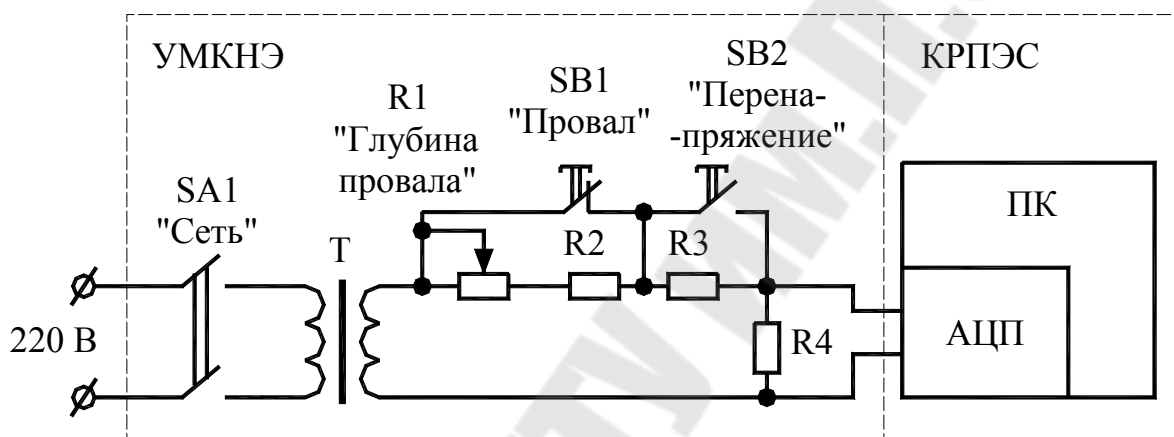 УМКНЭ
КРПЭС
SB2
"Перена-
-пряжение"
SB1
"Провал"
R1
"Глубина
провала"
SA1
"Сеть"
ПК
T
R2
R3
220 В
R4
АЦП